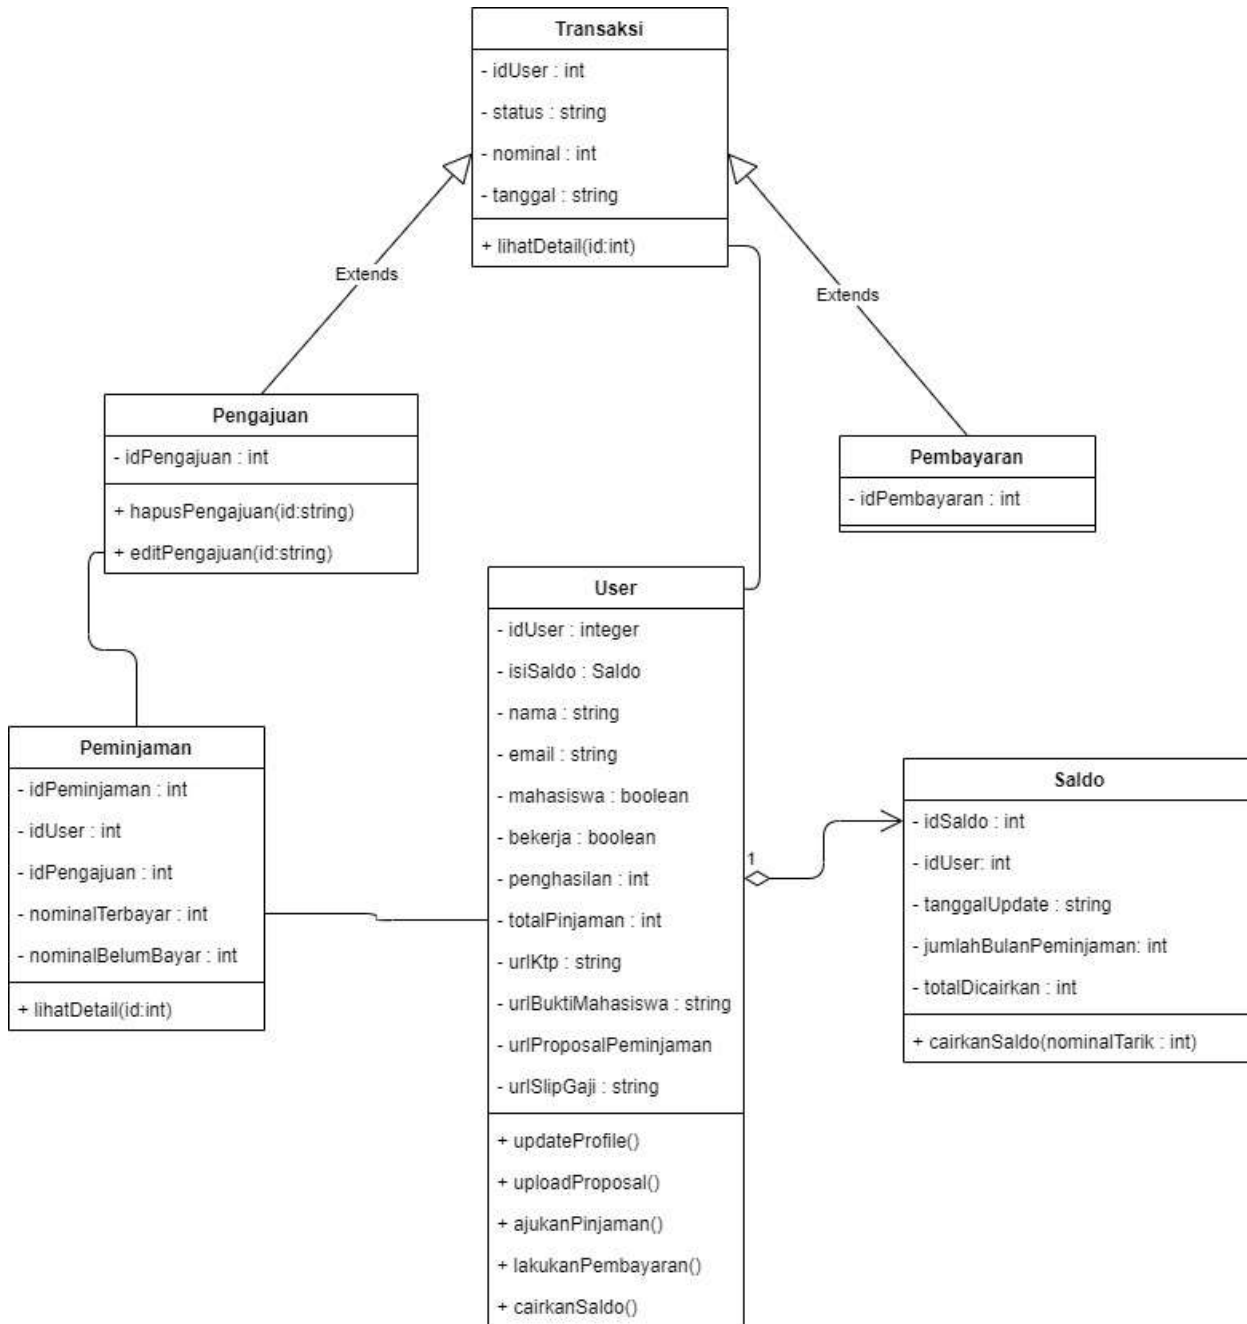 Transaksi
- idUser : int
- status : string
- nominal : int
- tanggal : string
+ lihatDetail(id:int)
Extends
Extends
Pengajuan
- idPengajuan : int
+ hapusPengajuan(id:string)
+ editPengajuan(id:string)
Pembayaran
- idPembayaran : int
User
- idUser : integer
- isiSaldo : Saldo
- nama : string
- email : string
- mahasiswa : boolean
- bekerja : boolean
- penghasilan : int
- totalPinjaman : int
- urlKtp : string
- urlBuktiMahasiswa : string
- urlProposalPeminjaman
- urlSlipGaji : string
+ updateProfile()
+ uploadProposal()
+ ajukanPinjaman()
+ lakukanPembayaran()
+ cairkanSaldo()
Peminjaman
- idPeminjaman : int
- idUser : int
- idPengajuan : int
- nominalTerbayar : int
- nominalBelumBayar : int
+ lihatDetail(id:int)
1
Saldo
- idSaldo : int
- idUser: int
- tanggalUpdate : string
- jumlahBulanPeminjaman: int
- totalDicairkan : int
+ cairkanSaldo(nominalTarik : int)